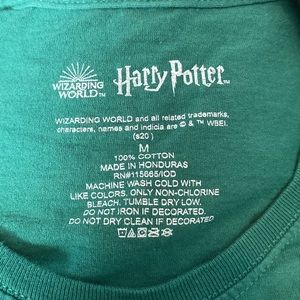 WIZARDING
WORLD™
Harry Potter™
WIZARDING WORLD and all related trademarks,
characters, names and indicia are © & ™ WBEI.
(s20)
M
100% COTTON
MADE IN HONDURAS
RN#115665/IOD
MACHINE WASH COLD WITH
LIKE COLORS. ONLY NON-CHLORINE
BLEACH. TUMBLE DRY LOW.
DO NOT IRON IF DECORATED.
DO NOT DRY CLEAN IF DECORATED